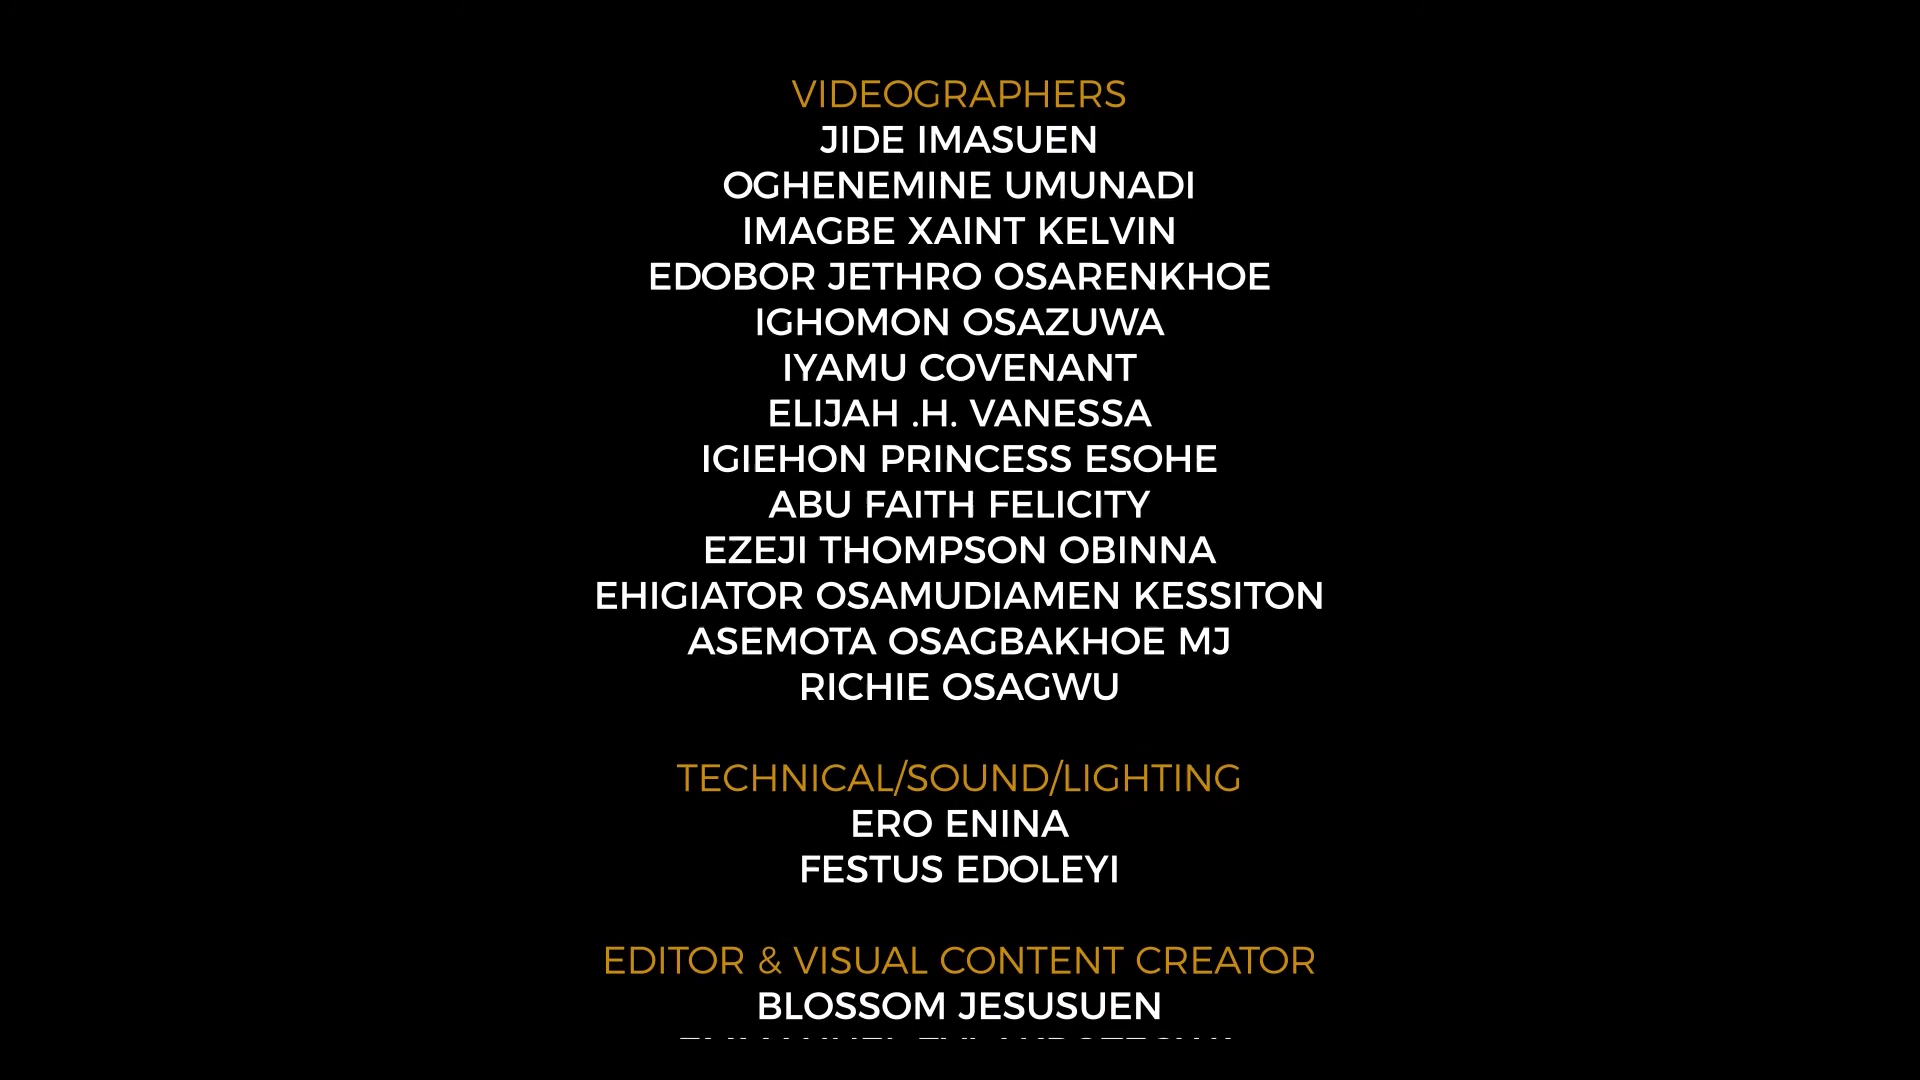 VIDEOGRAPHERS
JIDE IMASUEN
OGHENEMINE UMUNADI
IMAGBE XAINT KELVIN
EDOBOR JETHRO OSARENKHOE
IGHOMON OSAZUWA
IYAMU COVENANT
ELIJAH .H. VANESSA
IGIEHON PRINCESS ESOHE
ABU FAITH FELICITY
EZEJI THOMPSON OBINNA
EHIGIATOR OSAMUDIAMEN KESSITON
ASEMOTA OSAGBAKHOE MJ
RICHIE OSAGWU
TECHNICAL/SOUND/LIGHTING
ERO ENINA
FESTUS EDOLEYI
EDITOR & VISUAL CONTENT CREATOR
BLOSSOM JESUSUEN